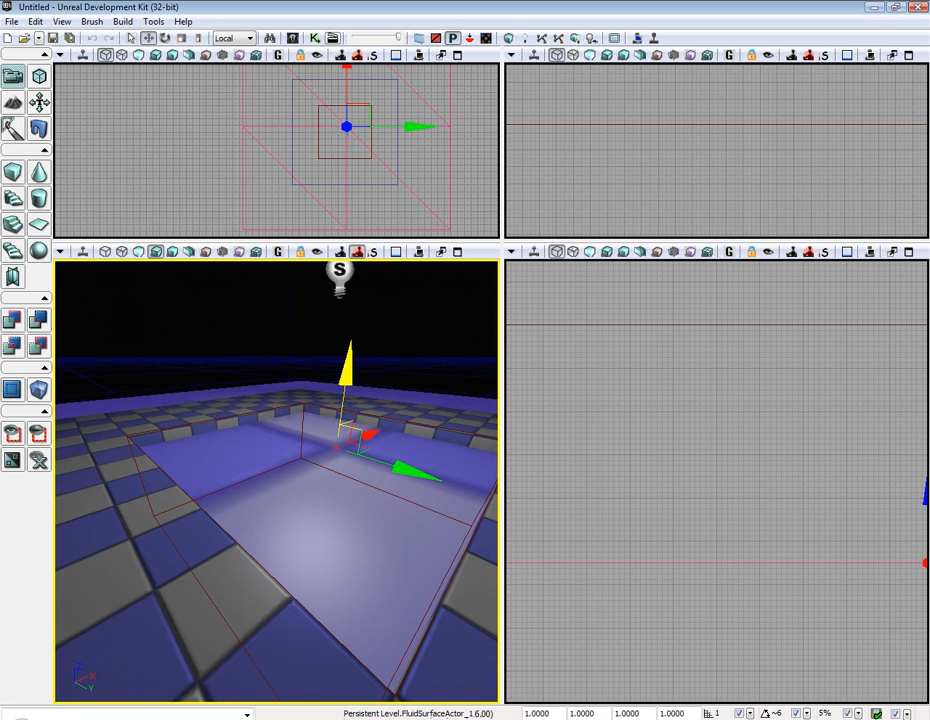 Untitled - Unreal Development Kit (32-bit)
File Edit View Brush Build Tools Help
Local
P
G S
G S
G S
G S
S
Z
X
Y
Persistent Level.FluidSurfaceActor_1.6.00) 1.0000 1.0000 1.0000 1.0000 1 ~6 5%